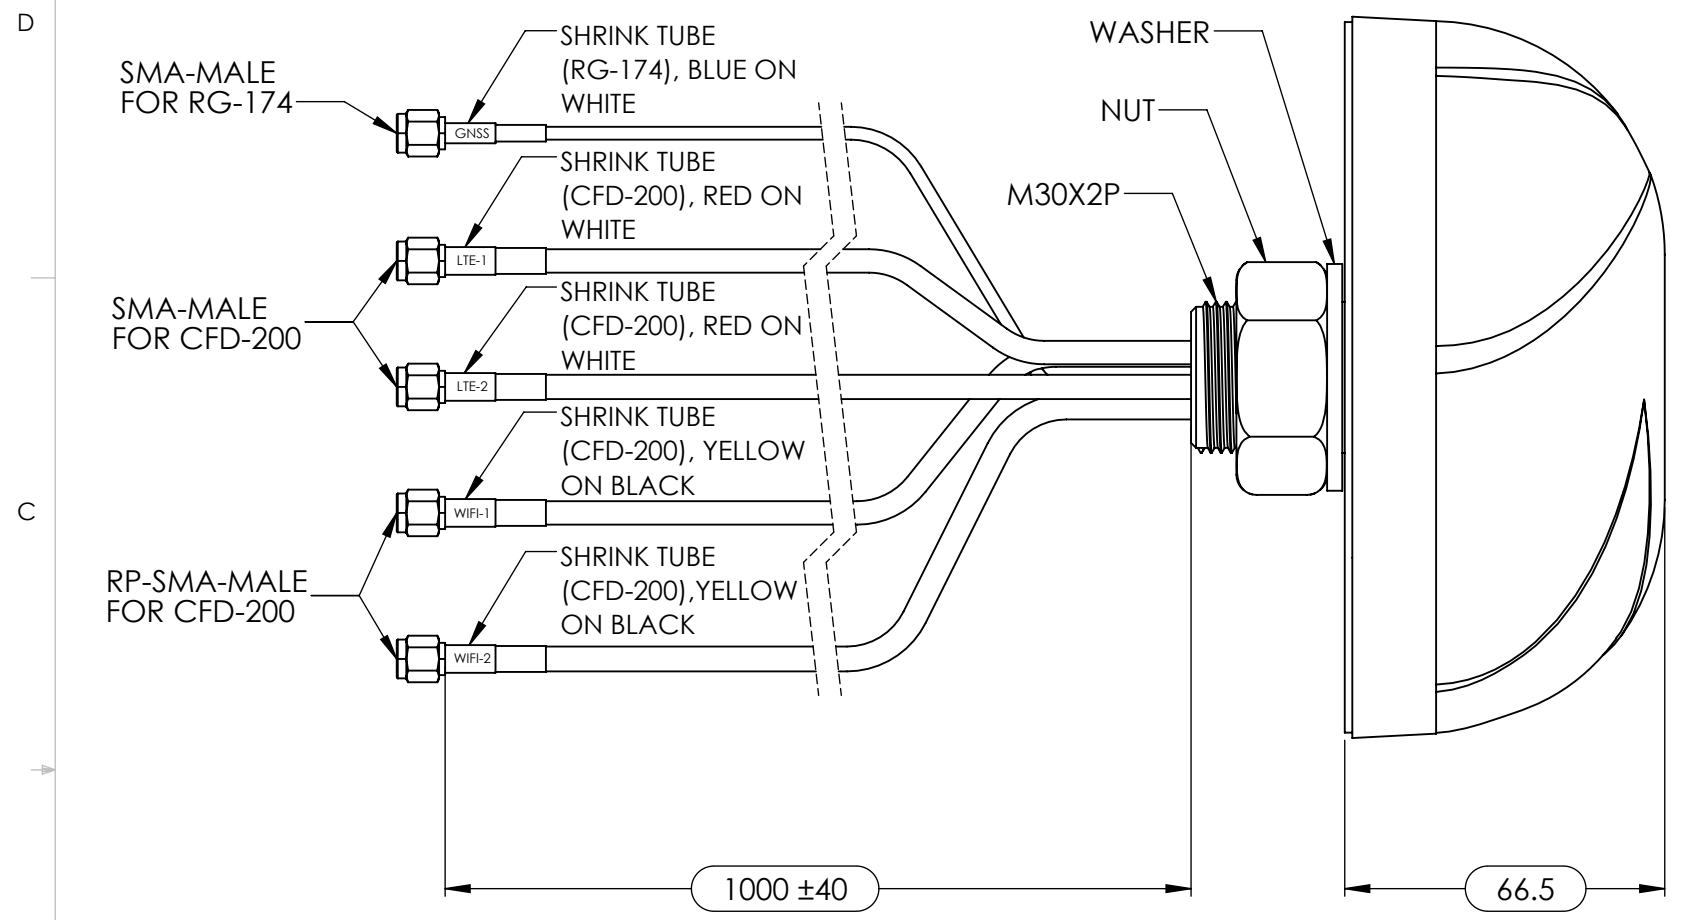 D
SMA-MALE
FOR RG-174
SHRINK TUBE
(RG-174), BLUE ON
WHITE
GNSS
WASHER
NUT
M30X2P
SHRINK TUBE
(CFD-200), RED ON
WHITE
LTE-1
SMA-MALE
FOR CFD-200
SHRINK TUBE
(CFD-200), RED ON
WHITE
LTE-2
SHRINK TUBE
(CFD-200), YELLOW
ON BLACK
WIFI-1
C
RP-SMA-MALE
FOR CFD-200
SHRINK TUBE
(CFD-200),YELLOW
ON BLACK
WIFI-2
1000 ±40
66.5